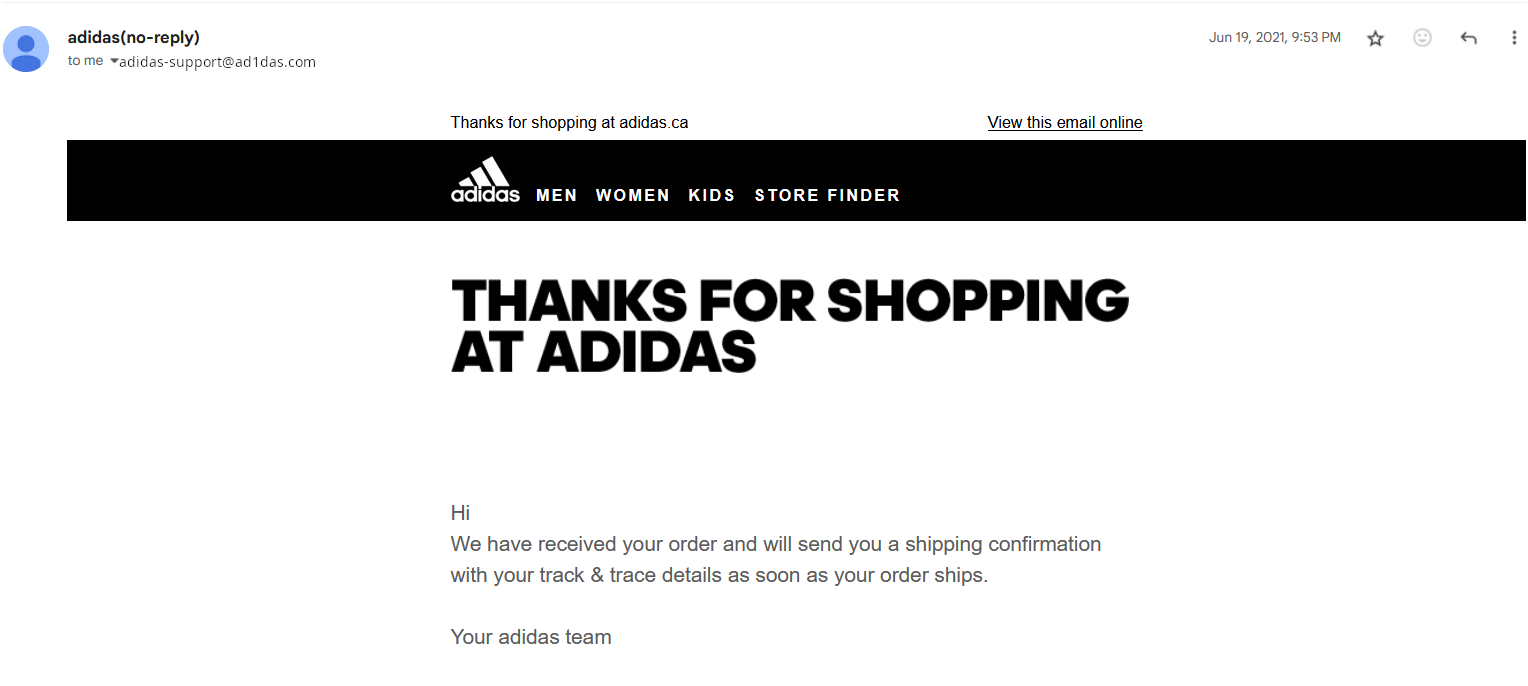 adidas(no-reply)
Jun 19, 2021, 9:53 PM
to me adidas-support@ad1das.com
Thanks for shopping at adidas.ca
View this email online
adidas MEN WOMEN KIDS STORE FINDER
THANKS FOR SHOPPING
AT ADIDAS
Hi
We have received your order and will send you a shipping confirmation
with your track & trace details as soon as your order ships.
Your adidas team